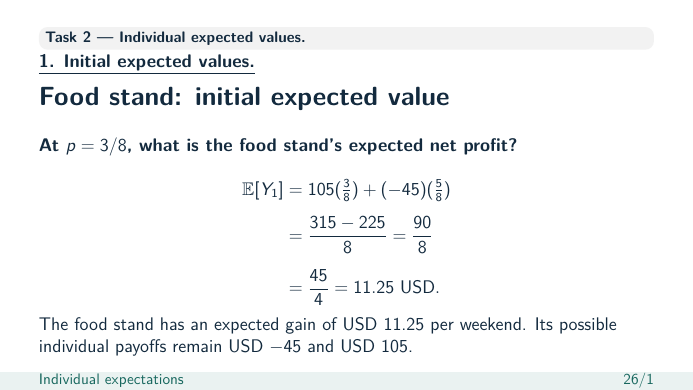 Task 2 — Individual expected values.
1. Initial expected values.
Food stand: initial expected value
At p = 3/8, what is the food stand's expected net profit?
𝔼[Y₁] = 105(3/8) + (−45)(5/8)
= (315 − 225)/8 = 90/8
= 45/4 = 11.25 USD.
The food stand has an expected gain of USD 11.25 per weekend. Its possible
individual payoffs remain USD −45 and USD 105.
Individual expectations 26/1